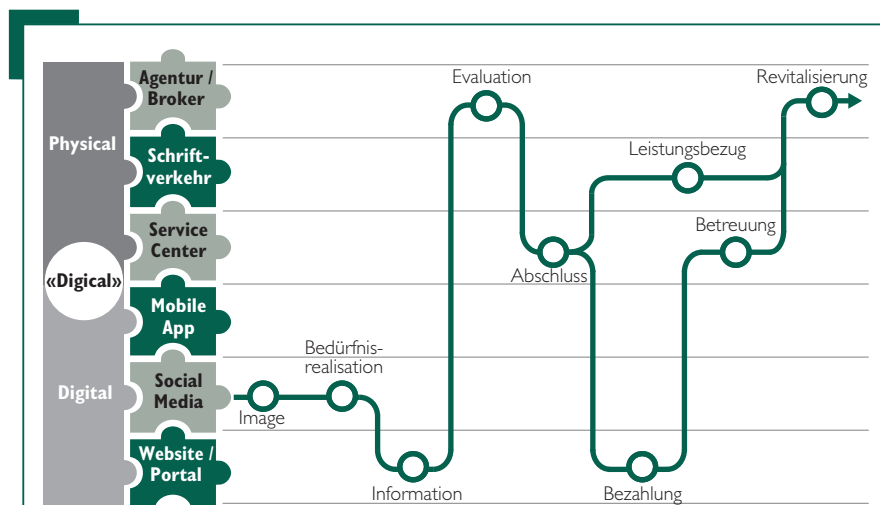 Physical
«Digical»
Digital
Agentur /
Broker
Schrift-
verkehr
Service
Center
Mobile
App
Social
Media
Website /
Portal
Image
Bedürfnis-
realisation
Information
Evaluation
Abschluss
Leistungsbezug
Bezahlung
Betreuung
Revitalisierung